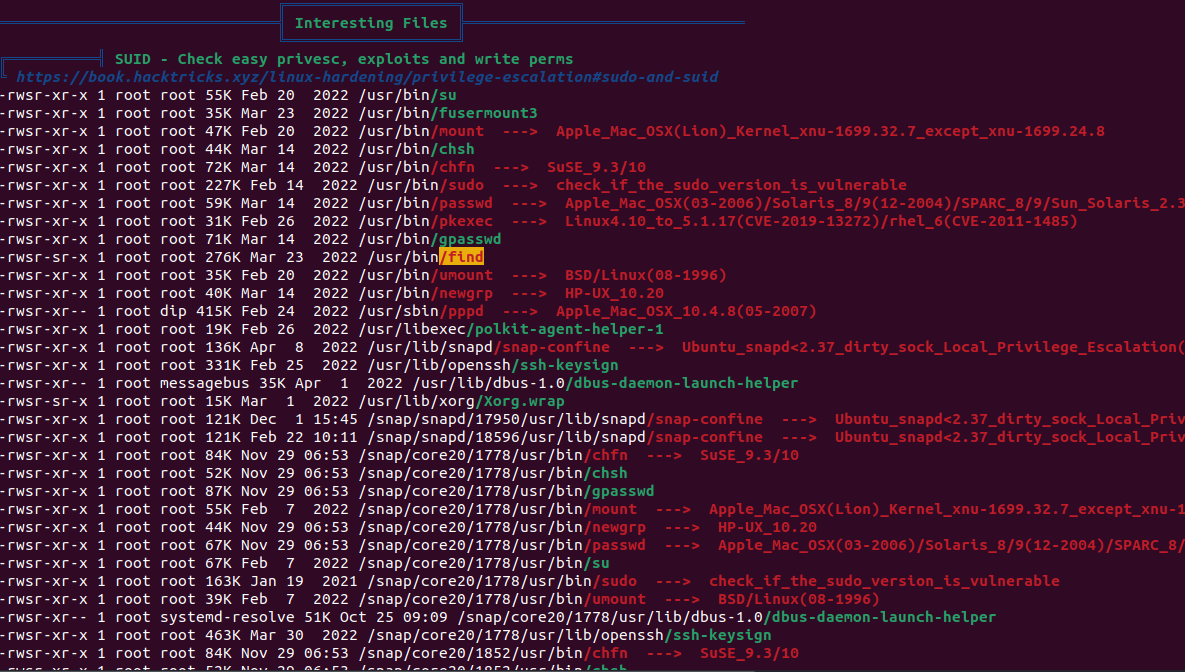 Interesting Files
SUID - Check easy privesc, exploits and write perms
https://book.hacktricks.xyz/linux-hardening/privilege-escalation#sudo-and-suid
-rwsr-xr-x 1 root root 55K Feb 20  2022 /usr/bin/su
-rwsr-xr-x 1 root root 35K Mar 23  2022 /usr/bin/fusermount3
-rwsr-xr-x 1 root root 47K Feb 20  2022 /usr/bin/mount  --->  Apple_Mac_OSX(Lion)_Kernel_xnu-1699.32.7_except_xnu-1699.24.8
-rwsr-xr-x 1 root root 44K Mar 14  2022 /usr/bin/chsh
-rwsr-xr-x 1 root root 72K Mar 14  2022 /usr/bin/chfn  --->  SuSE_9.3/10
-rwsr-xr-x 1 root root 227K Feb 14  2022 /usr/bin/sudo  --->  check_if_the_sudo_version_is_vulnerable
-rwsr-xr-x 1 root root 59K Mar 14  2022 /usr/bin/passwd  --->  Apple_Mac_OSX(03-2006)/Solaris_8/9(12-2004)/SPARC_8/9/Sun_Solaris_2.3
-rwsr-xr-x 1 root root 31K Feb 26  2022 /usr/bin/pkexec  --->  Linux4.10_to_5.1.17(CVE-2019-13272)/rhel_6(CVE-2011-1485)
-rwsr-xr-x 1 root root 71K Mar 14  2022 /usr/bin/gpasswd
-rwsr-sr-x 1 root root 276K Mar 23  2022 /usr/bin/find
-rwsr-xr-x 1 root root 35K Feb 20  2022 /usr/bin/umount  --->  BSD/Linux(08-1996)
-rwsr-xr-x 1 root root 40K Mar 14  2022 /usr/bin/newgrp  --->  HP-UX_10.20
-rwsr-xr-- 1 root dip 415K Feb 24  2022 /usr/sbin/pppd  --->  Apple_Mac_OSX_10.4.8(05-2007)
-rwsr-xr-x 1 root root 19K Feb 26  2022 /usr/libexec/polkit-agent-helper-1
-rwsr-xr-x 1 root root 136K Apr  8  2022 /usr/lib/snapd/snap-confine  --->  Ubuntu_snapd<2.37_dirty_sock_Local_Privilege_Escalation(
-rwsr-xr-x 1 root root 331K Feb 25  2022 /usr/lib/openssh/ssh-keysign
-rwsr-xr-- 1 root messagebus 35K Apr  1  2022 /usr/lib/dbus-1.0/dbus-daemon-launch-helper
-rwsr-sr-x 1 root root 15K Mar  1  2022 /usr/lib/xorg/Xorg.wrap
-rwsr-xr-x 1 root root 121K Dec  1 15:45 /snap/snapd/17950/usr/lib/snapd/snap-confine  --->  Ubuntu_snapd<2.37_dirty_sock_Local_Priv
-rwsr-xr-x 1 root root 121K Feb 22 10:11 /snap/snapd/18596/usr/lib/snapd/snap-confine  --->  Ubuntu_snapd<2.37_dirty_sock_Local_Priv
-rwsr-xr-x 1 root root 84K Nov 29 06:53 /snap/core20/1778/usr/bin/chfn  --->  SuSE_9.3/10
-rwsr-xr-x 1 root root 52K Nov 29 06:53 /snap/core20/1778/usr/bin/chsh
-rwsr-xr-x 1 root root 87K Nov 29 06:53 /snap/core20/1778/usr/bin/gpasswd
-rwsr-xr-x 1 root root 55K Feb  7  2022 /snap/core20/1778/usr/bin/mount  --->  Apple_Mac_OSX(Lion)_Kernel_xnu-1699.32.7_except_xnu-1
-rwsr-xr-x 1 root root 44K Nov 29 06:53 /snap/core20/1778/usr/bin/newgrp  --->  HP-UX_10.20
-rwsr-xr-x 1 root root 67K Nov 29 06:53 /snap/core20/1778/usr/bin/passwd  --->  Apple_Mac_OSX(03-2006)/Solaris_8/9(12-2004)/SPARC_8/
-rwsr-xr-x 1 root root 67K Feb  7  2022 /snap/core20/1778/usr/bin/su
-rwsr-xr-x 1 root root 163K Jan 19  2021 /snap/core20/1778/usr/bin/sudo  --->  check_if_the_sudo_version_is_vulnerable
-rwsr-xr-x 1 root root 39K Feb  7  2022 /snap/core20/1778/usr/bin/umount  --->  BSD/Linux(08-1996)
-rwsr-xr-- 1 root systemd-resolve 51K Oct 25 09:09 /snap/core20/1778/usr/lib/dbus-1.0/dbus-daemon-launch-helper
-rwsr-xr-x 1 root root 463K Mar 30  2022 /snap/core20/1778/usr/lib/openssh/ssh-keysign
-rwsr-xr-x 1 root root 84K Nov 29 06:53 /snap/core20/1852/usr/bin/chfn  --->  SuSE_9.3/10
-rwsr-xr-x 1 root root 52K Nov 29 06:53 /snap/core20/1852/usr/bin/chsh